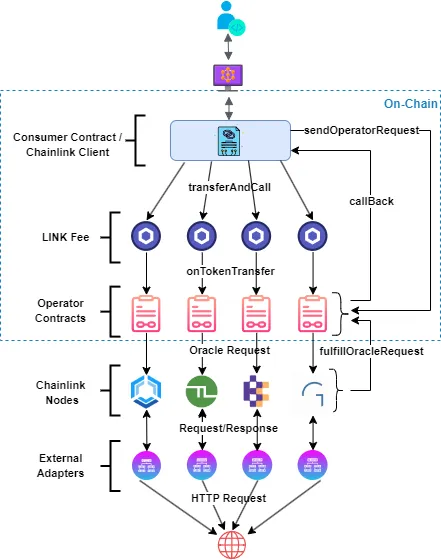 On-Chain
Consumer Contract /
Chainlink Client
sendOperatorRequest
transferAndCall
callBack
LINK Fee
onTokenTransfer
Operator
Contracts
Oracle Request
fulfillOracleRequest
Chainlink
Nodes
Request/Response
External
Adapters
HTTP Request